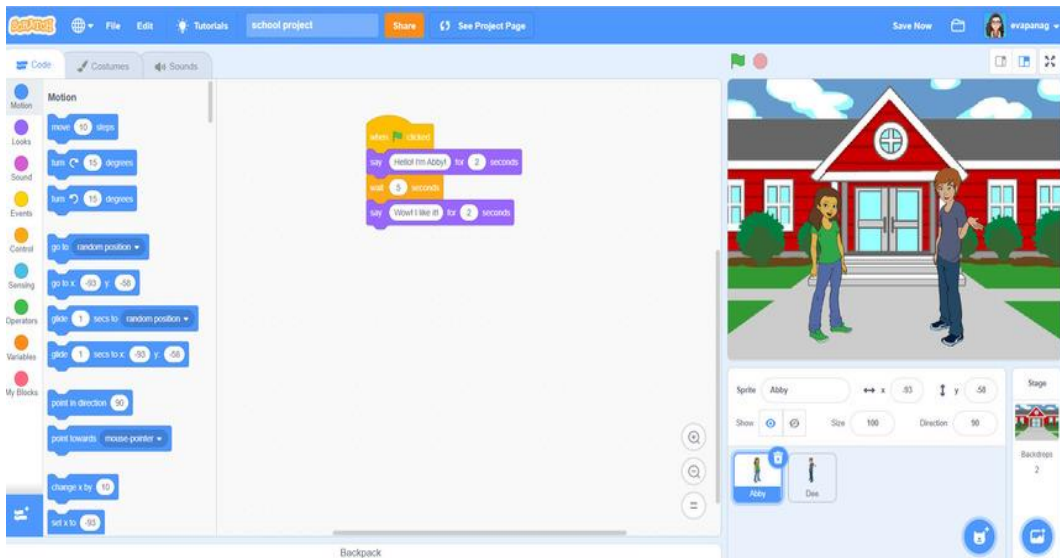 SCRATCH File Edit Tutorials school project Share See Project Page Save Now evapanag
Code Costumes Sounds
Motion
Looks
Sound
Events
Control
Sensing
Operators
Variables
My Blocks
Motion
move 10 steps
turn 15 degrees
turn 15 degrees
go to random position
go to x: -93 y: -58
glide 1 secs to random position
glide 1 secs to x: -93 y: -58
point in direction 90
point towards mouse-pointer
change x by 10
set x to -93
when clicked
say Hello! I'm Abby! for 2 seconds
wait 5 seconds
say Wow! I like it! for 2 seconds
Backpack
Sprite Abby x -93 y -58
Show Size 100 Direction 90
Abby Dee
Stage
Backdrops
2